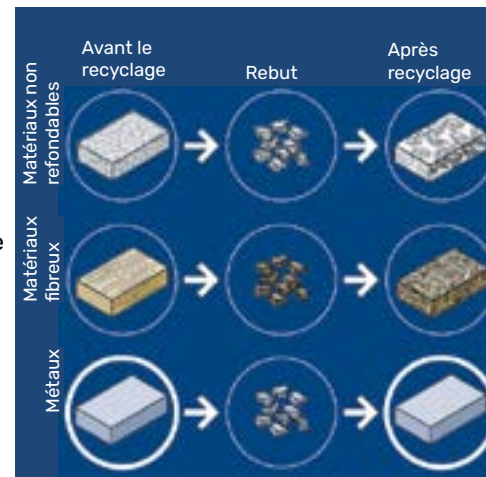 Avant le
recyclage
Rebut
Après
recyclage
Matériaux non
refondables
Matériaux
fibreux
Métaux